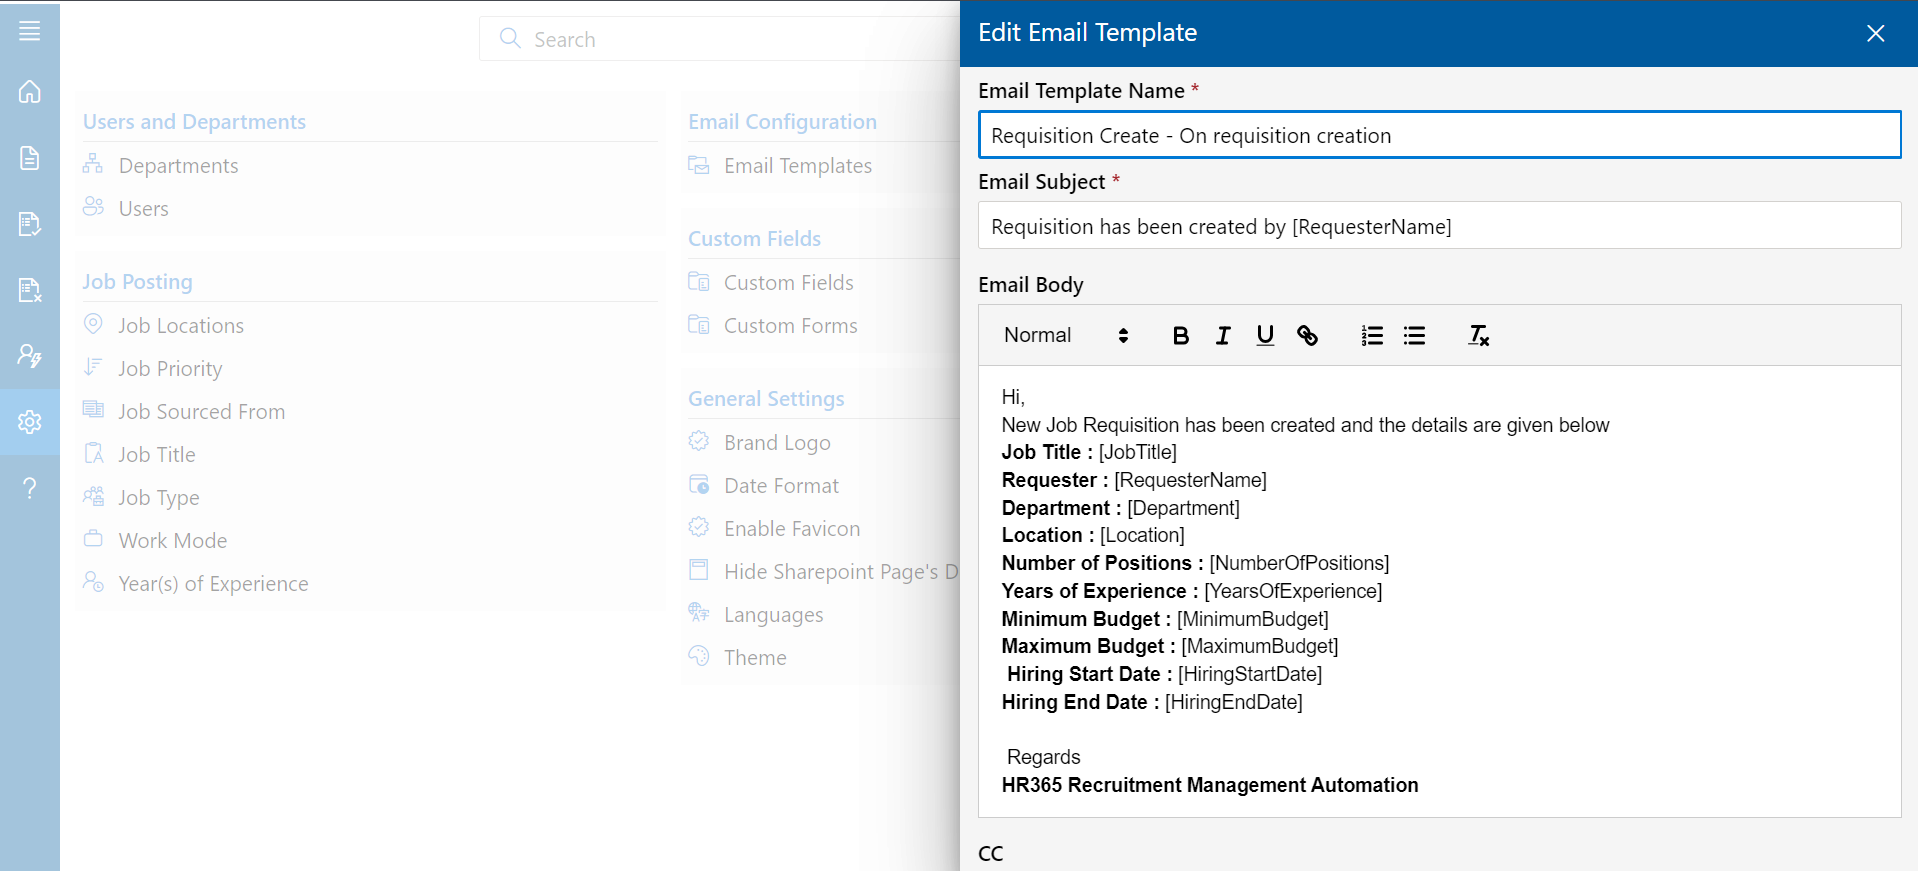 Search
Users and Departments
Departments
Users
Job Posting
Job Locations
Job Priority
Job Sourced From
Job Title
Job Type
Work Mode
Year(s) of Experience
Email Configuration
Email Templates
Custom Fields
Custom Fields
Custom Forms
General Settings
Brand Logo
Date Format
Enable Favicon
Hide Sharepoint Page's D
Languages
Theme
Edit Email Template
Email Template Name *
Requisition Create - On requisition creation
Email Subject *
Requisition has been created by [RequesterName]
Email Body
Normal
Hi,
New Job Requisition has been created and the details are given below
Job Title : [JobTitle]
Requester : [RequesterName]
Department : [Department]
Location : [Location]
Number of Positions : [NumberOfPositions]
Years of Experience : [YearsOfExperience]
Minimum Budget : [MinimumBudget]
Maximum Budget : [MaximumBudget]
Hiring Start Date : [HiringStartDate]
Hiring End Date : [HiringEndDate]
Regards
HR365 Recruitment Management Automation
CC